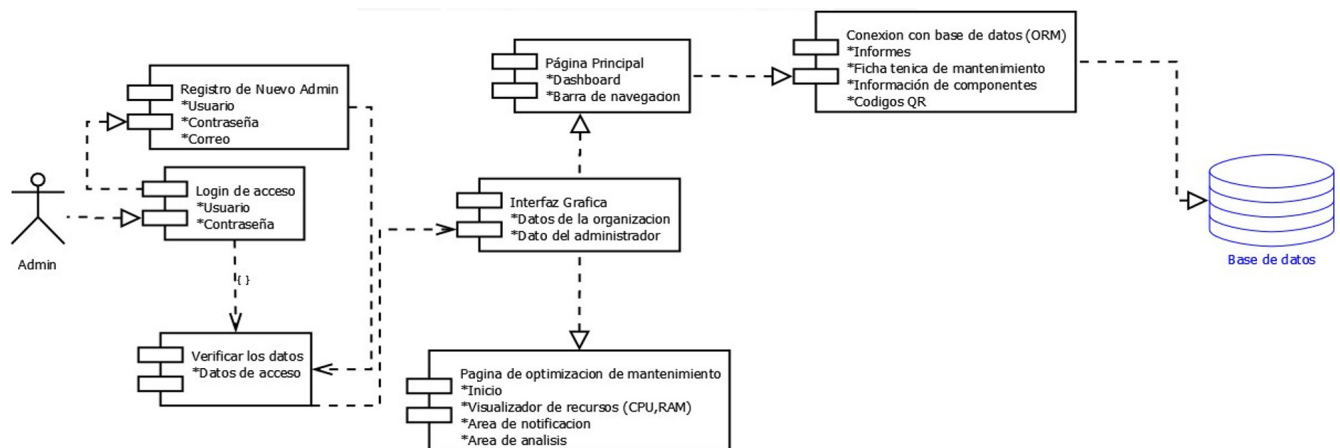 Conexion con base de datos (ORM)
*Informes
*Ficha tenica de mantenimiento
*Información de componentes
*Codigos QR
Página Principal
*Dashboard
*Barra de navegacion
Registro de Nuevo Admin
*Usuario
*Contraseña
*Correo
Login de acceso
*Usuario
*Contraseña
Interfaz Grafica
*Datos de la organizacion
*Dato del administrador
Admin
Base de datos
{ }
Verificar los datos
*Datos de acceso
Pagina de optimizacion de mantenimiento
*Inicio
*Visualizador de recursos (CPU,RAM)
*Area de notificacion
*Area de analisis